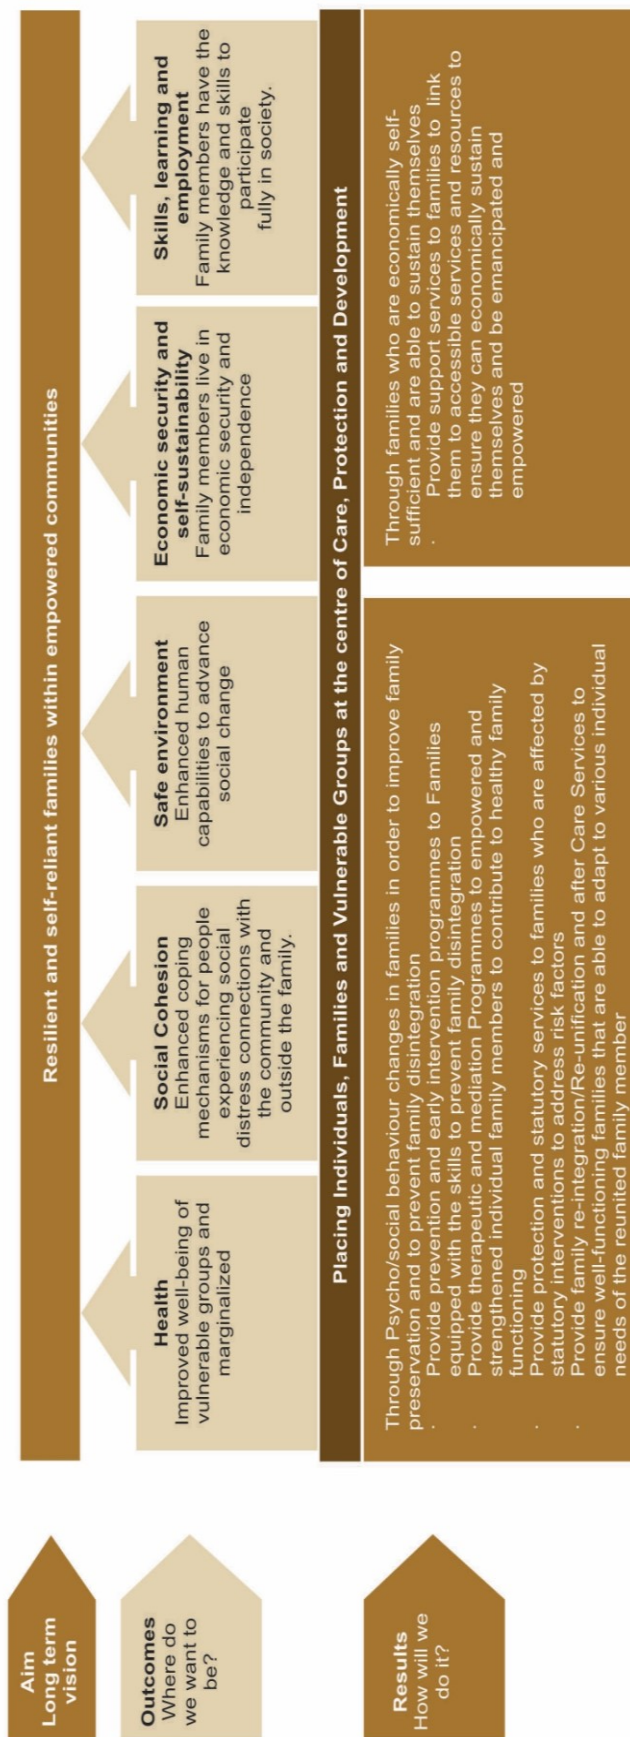 Aim
Long term
vision
Resilient and self-reliant families within empowered communities
Outcomes
Where do
we want to
be?
Health
Improved well-being of
vulnerable groups and
marginalized
Social Cohesion
Enhanced coping
mechanisms for people
experiencing social
distress connections with
the community and
outside the family.
Safe environment
Enhanced human
capabilities to advance
social change
Economic security and
self-sustainability
Family members live in
economic security and
independence
Skills, learning and
employment
Family members have the
knowledge and skills to
participate
fully in society.
Placing Individuals, Families and Vulnerable Groups at the centre of Care, Protection and Development
Results
How will we
do it?
Through Psycho/social behaviour changes in families in order to improve family
preservation and to prevent family disintegration
· Provide prevention and early intervention programmes to Families
equipped with the skills to prevent family disintegration
· Provide therapeutic and mediation Programmes to empowered and
strengthened individual family members to contribute to healthy family
functioning
· Provide protection and statutory services to families who are affected by
statutory interventions to address risk factors
· Provide family re-integration/Re-unification and after Care Services to
ensure well-functioning families that are able to adapt to various individual
needs of the reunited family member
Through families who are economically self-
sufficient and are able to sustain themselves
· Provide support services to families to link
them to accessible services and resources to
ensure they can economically sustain
themselves and be emancipated and
empowered